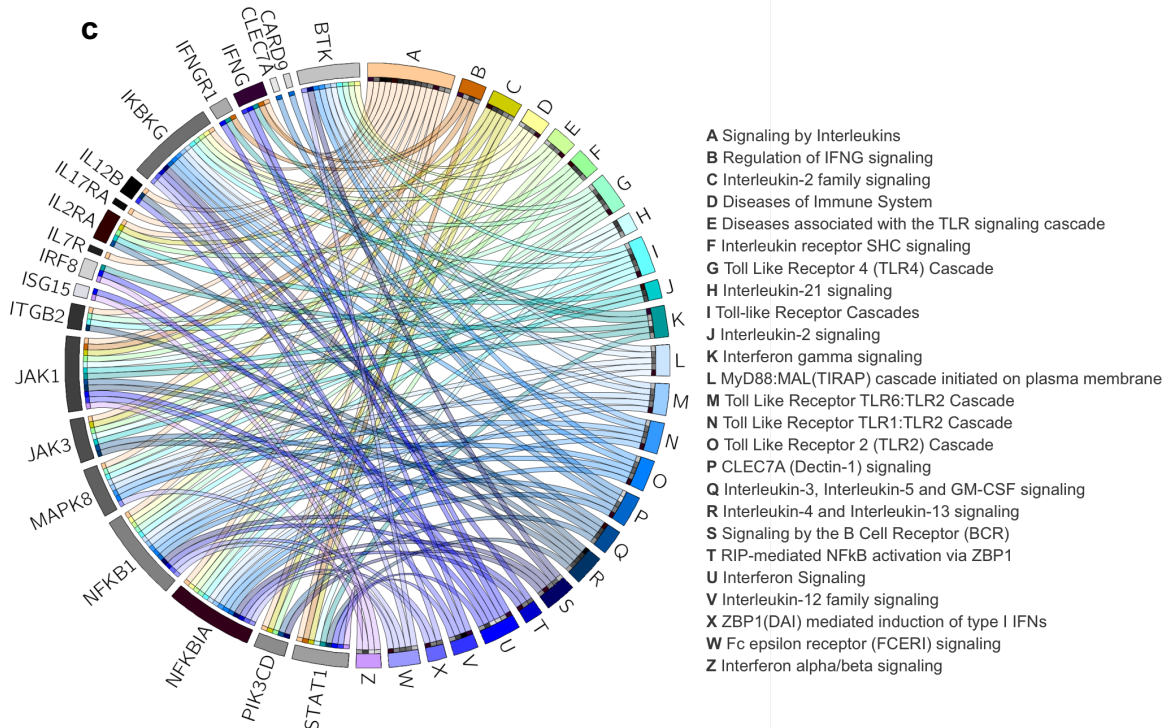 c
BTK
CARD9
CLEC7A
IFNG
IFNGR1
IKBKG
IL12B
IL17RA
IL2RA
IL7R
IRF8
ISG15
ITGB2
JAK1
JAK3
MAPK8
NFKB1
NFKBIA
PIK3CD
STAT1
A
B
C
D
E
F
G
H
I
J
K
L
M
N
O
P
Q
R
S
T
U
V
X
W
Z
A Signaling by Interleukins
B Regulation of IFNG signaling
C Interleukin-2 family signaling
D Diseases of Immune System
E Diseases associated with the TLR signaling cascade
F Interleukin receptor SHC signaling
G Toll Like Receptor 4 (TLR4) Cascade
H Interleukin-21 signaling
I Toll-like Receptor Cascades
J Interleukin-2 signaling
K Interferon gamma signaling
L MyD88:MAL(TIRAP) cascade initiated on plasma membrane
M Toll Like Receptor TLR6:TLR2 Cascade
N Toll Like Receptor TLR1:TLR2 Cascade
O Toll Like Receptor 2 (TLR2) Cascade
P CLEC7A (Dectin-1) signaling
Q Interleukin-3, Interleukin-5 and GM-CSF signaling
R Interleukin-4 and Interleukin-13 signaling
S Signaling by the B Cell Receptor (BCR)
T RIP-mediated NFkB activation via ZBP1
U Interferon Signaling
V Interleukin-12 family signaling
X ZBP1(DAI) mediated induction of type I IFNs
W Fc epsilon receptor (FCERI) signaling
Z Interferon alpha/beta signaling